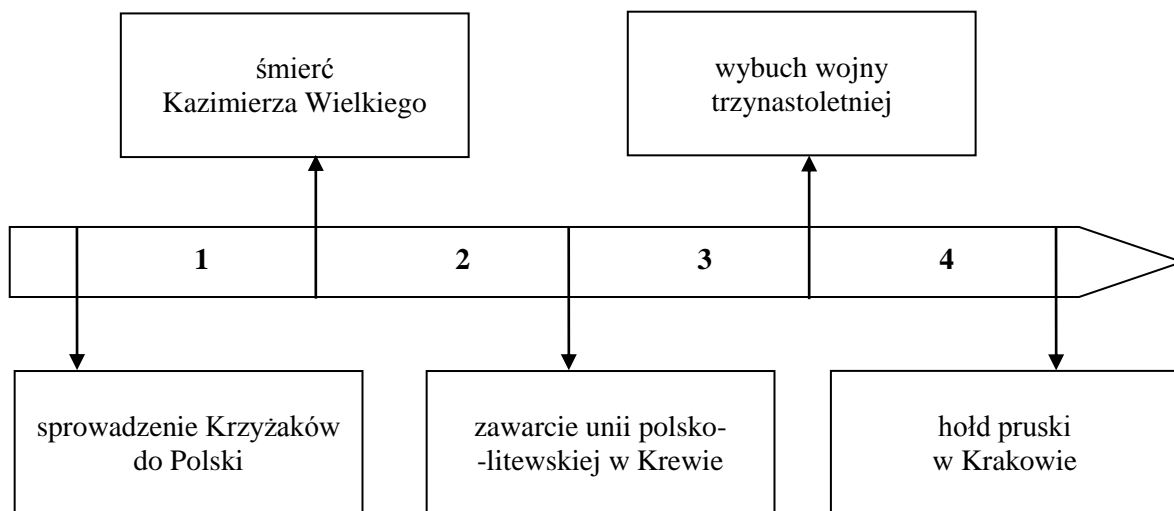 śmierć
Kazimierza Wielkiego
wybuch wojny
trzynastoletniej
1
2
3
4
sprowadzenie Krzyżaków
do Polski
zawarcie unii polsko-
-litewskiej w Krewie
hołd pruski
w Krakowie